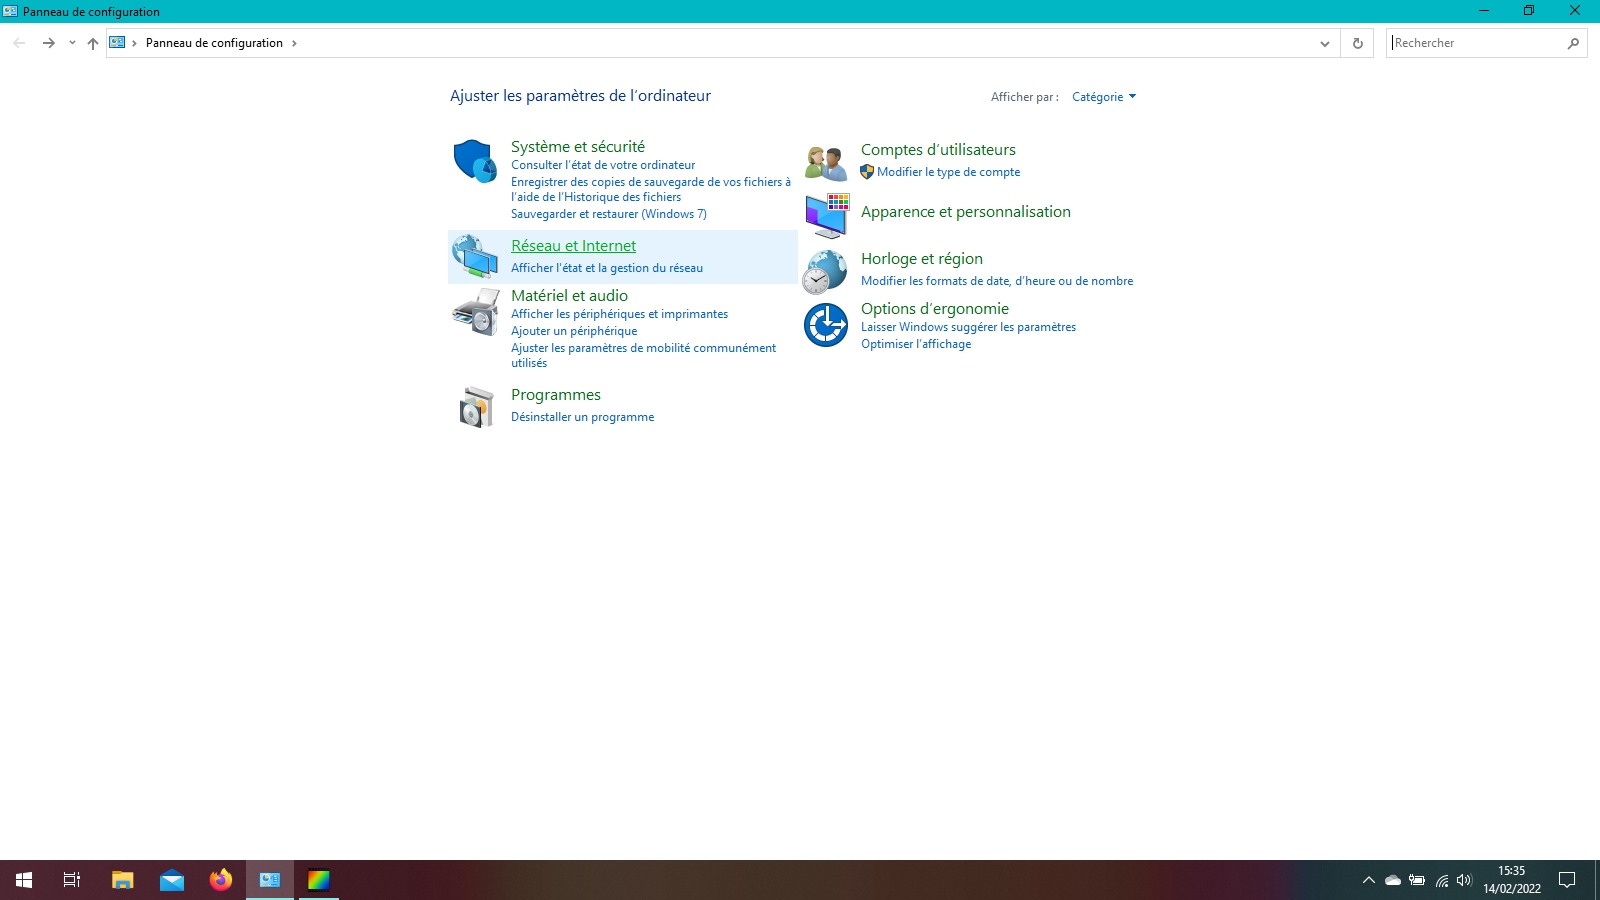 Panneau de configuration
Panneau de configuration
Rechercher
Ajuster les paramètres de l'ordinateur
Afficher par :
Catégorie
Système et sécurité
Consulter l'état de votre ordinateur
Enregistrer des copies de sauvegarde de vos fichiers à
l'aide de l'Historique des fichiers
Sauvegarder et restaurer (Windows 7)
Réseau et Internet
Afficher l'état et la gestion du réseau
Matériel et audio
Afficher les périphériques et imprimantes
Ajouter un périphérique
Ajuster les paramètres de mobilité communément
utilisés
Programmes
Désinstaller un programme
Comptes d'utilisateurs
Modifier le type de compte
Apparence et personnalisation
Horloge et région
Modifier les formats de date, d'heure ou de nombre
Options d'ergonomie
Laisser Windows suggérer les paramètres
Optimiser l'affichage
15:35
14/02/2022